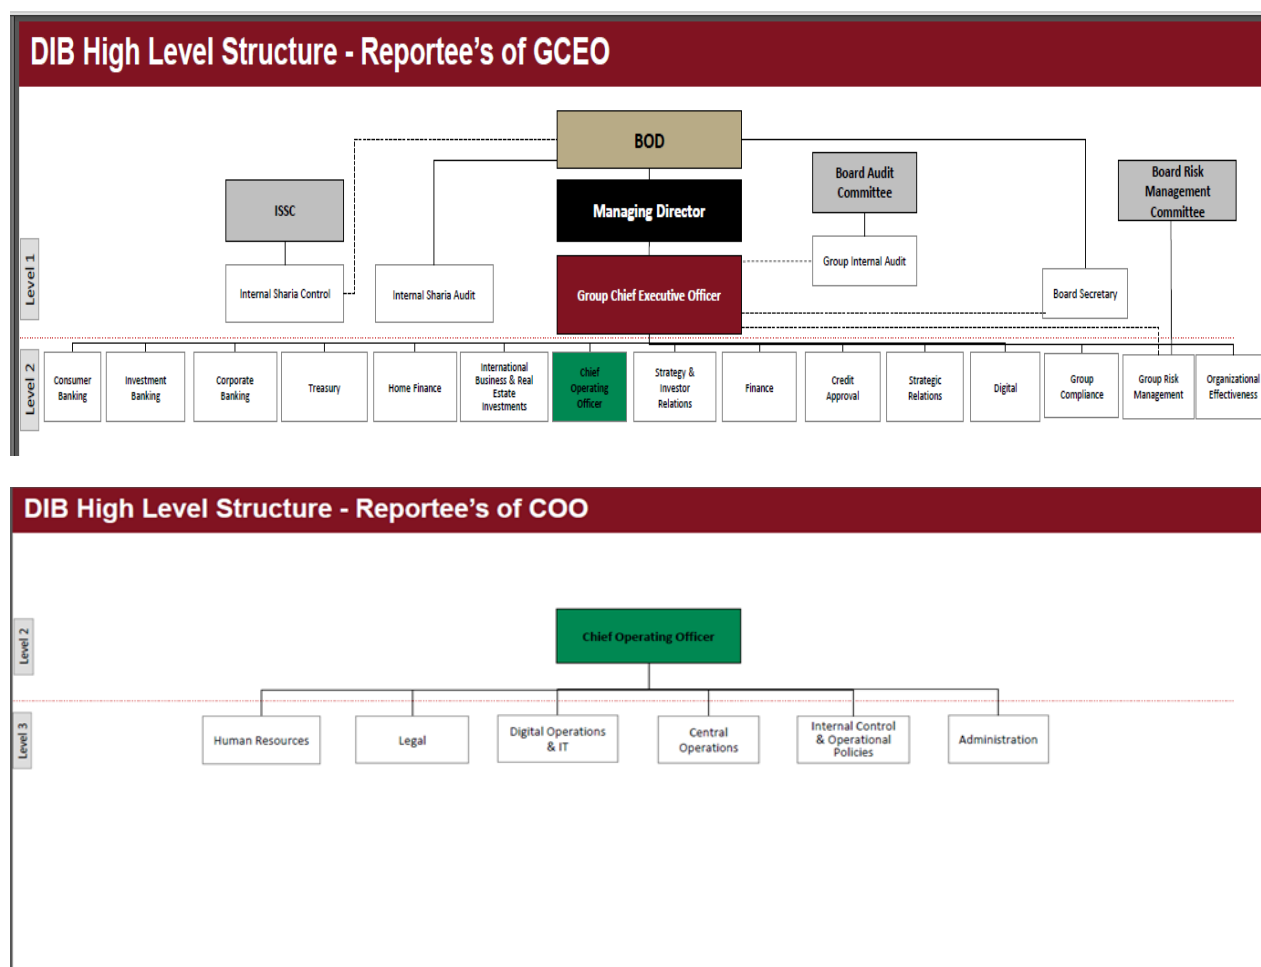 DIB High Level Structure - Reportee's of GCEO
BOD
Board Audit
Committee
Board Risk
Management
Committee
ISSC
Managing Director
Level 1
Internal Sharia Control
Internal Sharia Audit
Group Chief Executive Officer
Group Internal Audit
Board Secretary
Level 2
Consumer
Banking
Investment
Banking
Corporate
Banking
Treasury
Home Finance
International
Business & Real
Estate
Investments
Chief
Operating
Officer
Strategy &
Investor
Relations
Finance
Credit
Approval
Strategic
Relations
Digital
Group
Compliance
Group Risk
Management
Organizational
Effectiveness
DIB High Level Structure - Reportee's of COO
Level 2
Chief Operating Officer
Level 3
Human Resources
Legal
Digital Operations
& IT
Central
Operations
Internal Control
& Operational
Policies
Administration